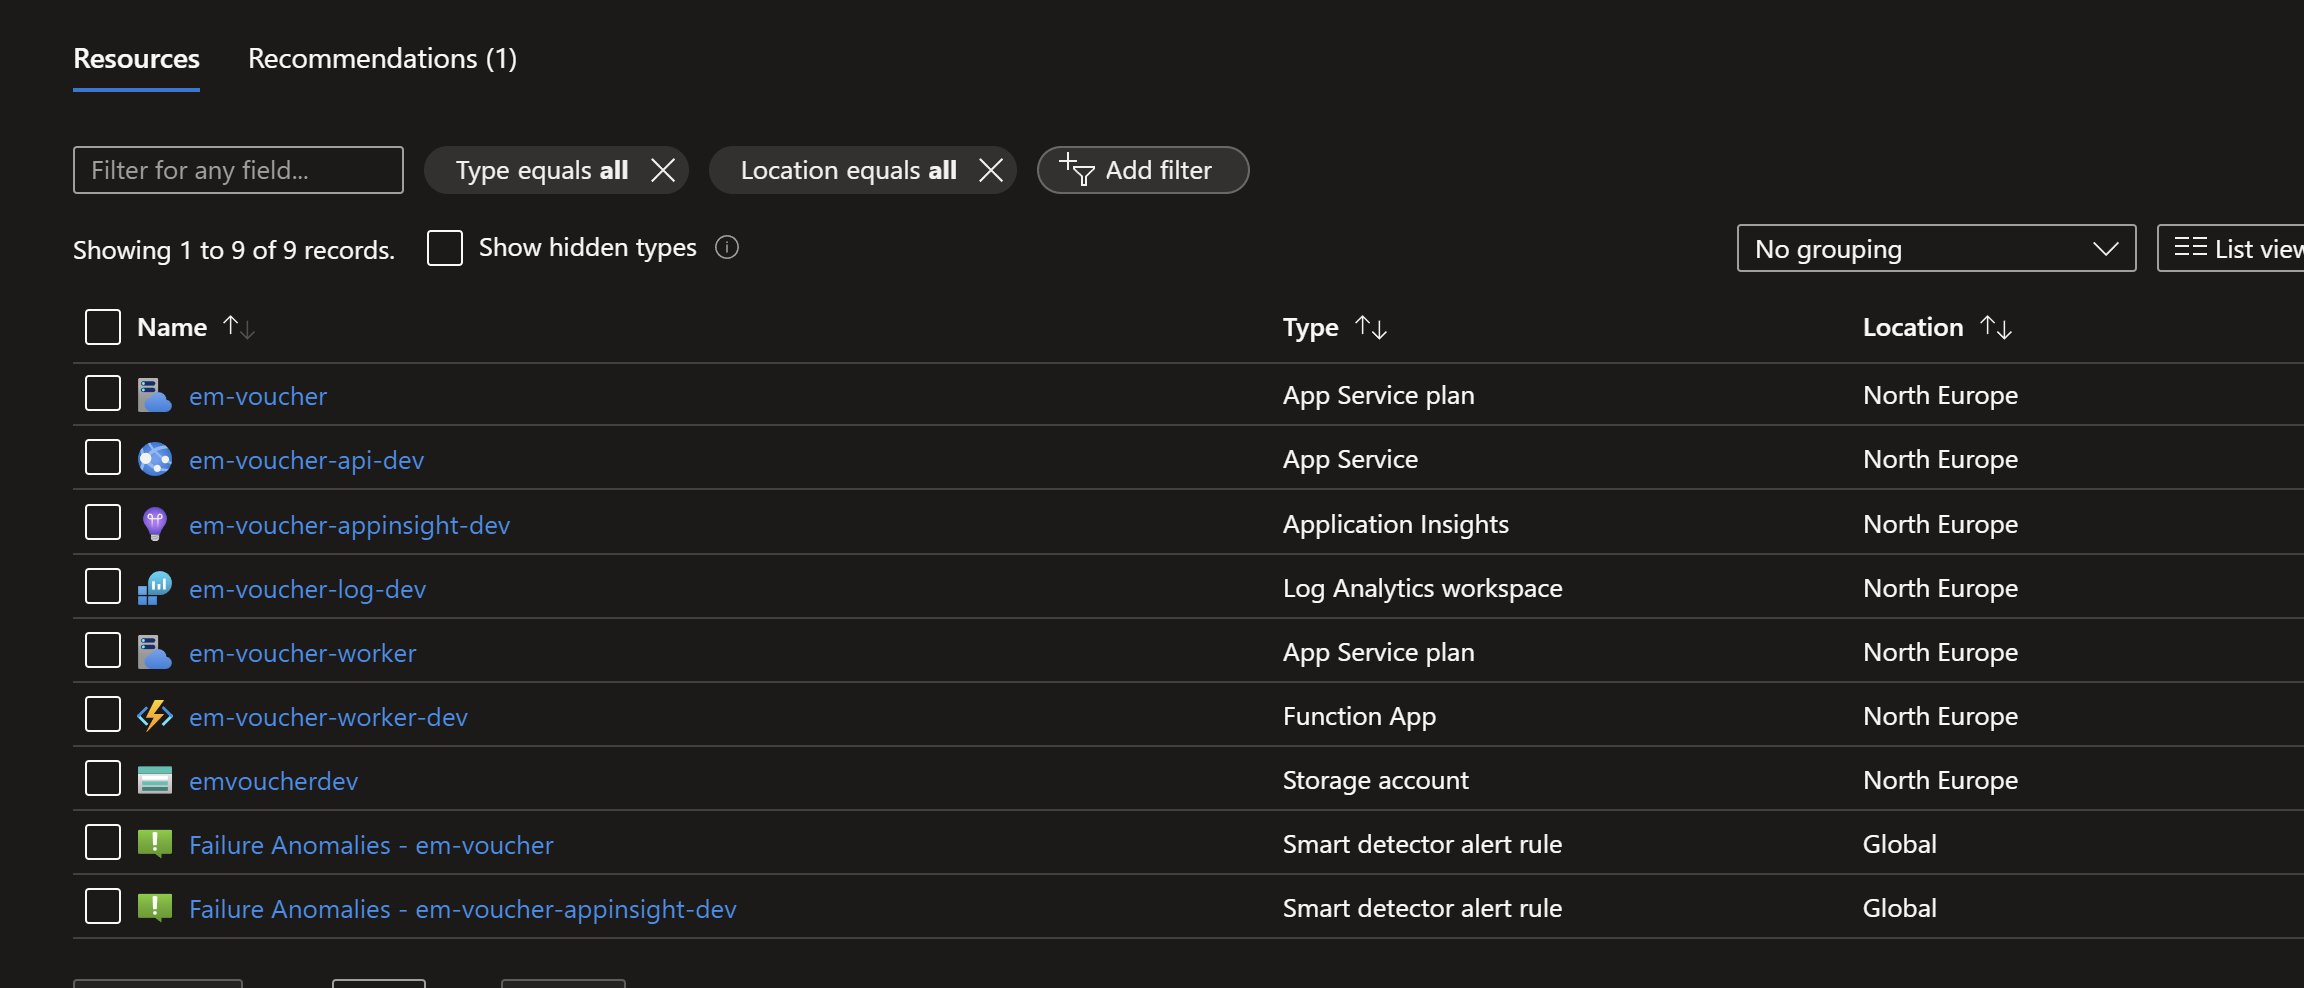 Resources Recommendations (1)
Filter for any field... Type equals all Location equals all Add filter
Showing 1 to 9 of 9 records. Show hidden types No grouping List view
Name Type Location
em-voucher App Service plan North Europe
em-voucher-api-dev App Service North Europe
em-voucher-appinsight-dev Application Insights North Europe
em-voucher-log-dev Log Analytics workspace North Europe
em-voucher-worker App Service plan North Europe
em-voucher-worker-dev Function App North Europe
emvoucherdev Storage account North Europe
Failure Anomalies - em-voucher Smart detector alert rule Global
Failure Anomalies - em-voucher-appinsight-dev Smart detector alert rule Global